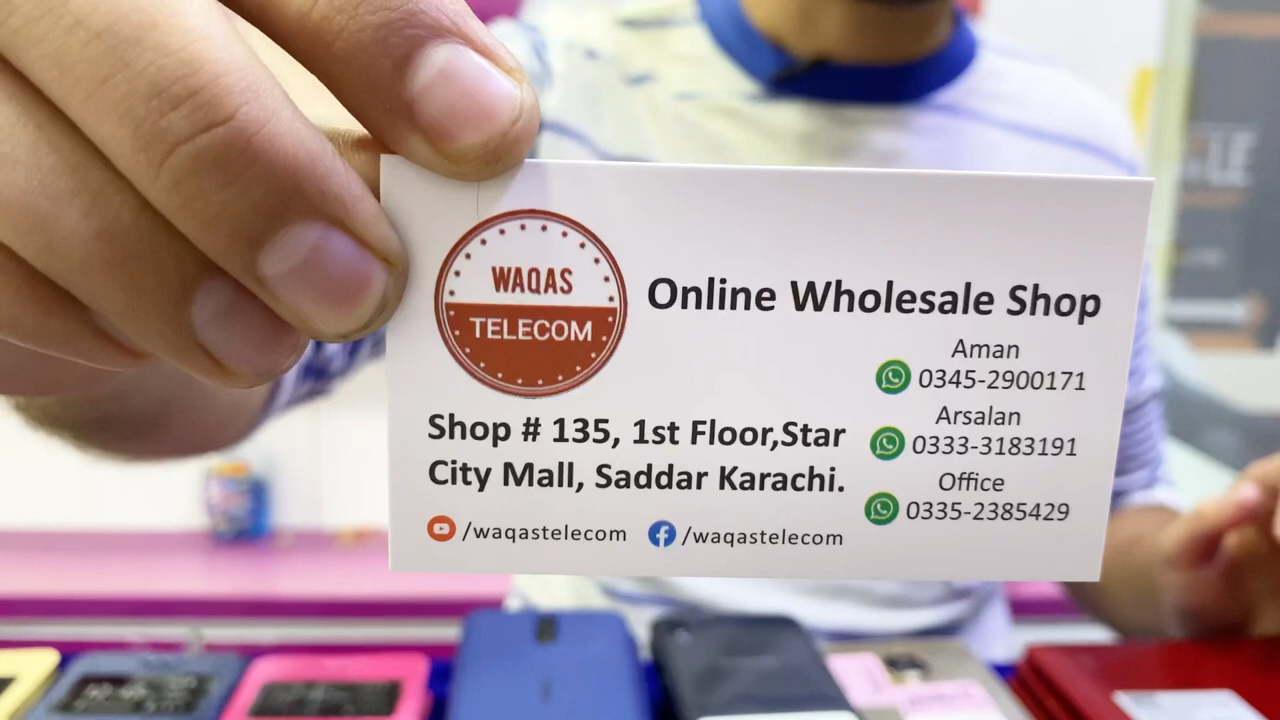 WAQAS
TELECOM
Online Wholesale Shop
Aman
0345-2900171
Arsalan
0333-3183191
Office
0335-2385429
Shop # 135, 1st Floor,Star
City Mall, Saddar Karachi.
/waqastelecom
/waqastelecom